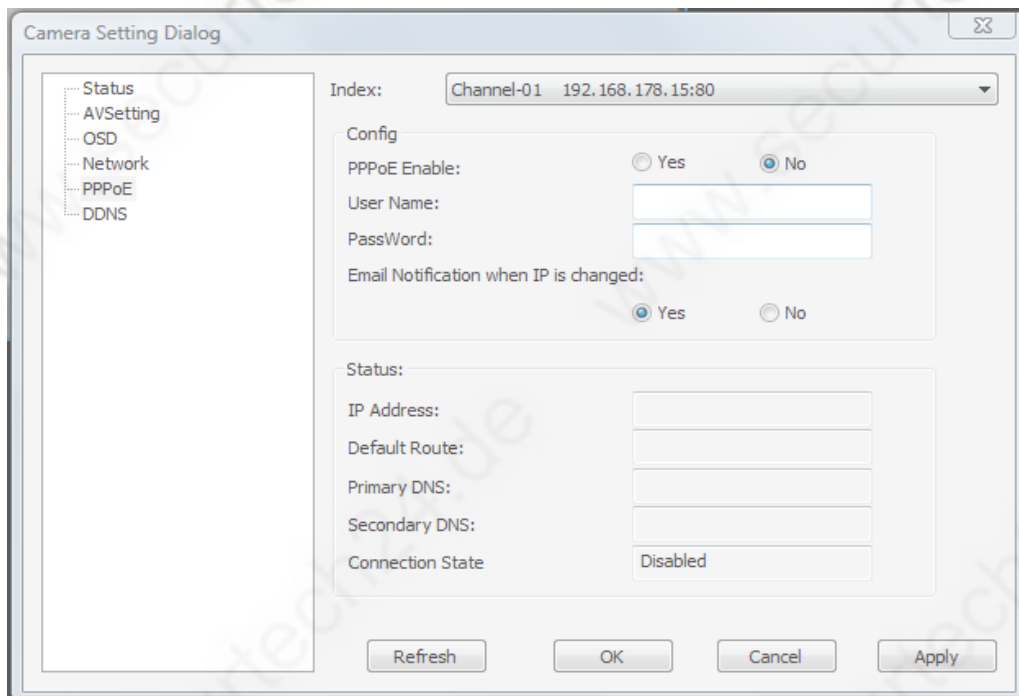 Camera Setting Dialog
Status
AVSetting
OSD
Network
PPPoE
DDNS
Index: Channel-01 192.168.178.15:80
Config
PPPoE Enable: Yes No
User Name:
PassWord:
Email Notification when IP is changed:
Yes No
Status:
IP Address:
Default Route:
Primary DNS:
Secondary DNS:
Connection State Disabled
Refresh OK Cancel Apply